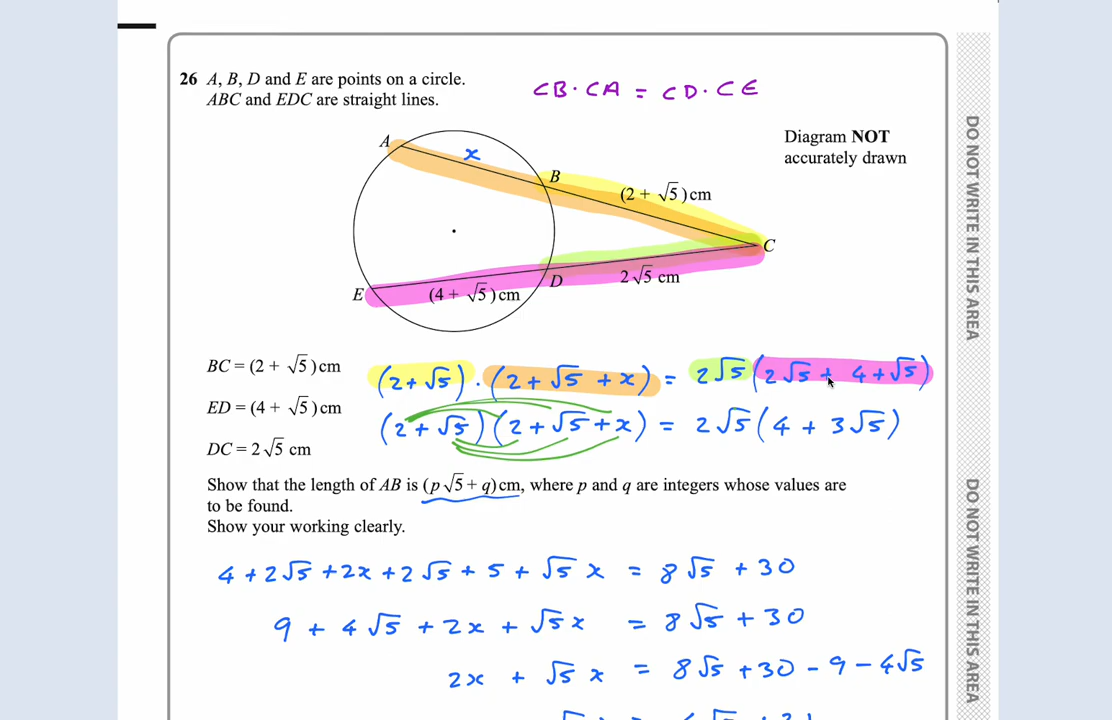 26 A, B, D and E are points on a circle.
ABC and EDC are straight lines.
CB · CA = CD · CE
Diagram NOT
accurately drawn
A
x
B
(2 + √5) cm
C
D
2√5 cm
E
(4 + √5) cm
BC = (2 + √5) cm
(2+√5) · (2 + √5 + x) = 2√5 (2√5 + 4 + √5)
ED = (4 + √5) cm
(2 + √5)(2 + √5 + x) = 2√5 (4 + 3√5)
DC = 2√5 cm
Show that the length of AB is (p√5 + q) cm, where p and q are integers whose values are
to be found.
Show your working clearly.
4 + 2√5 + 2x + 2√5 + 5 + √5 x = 8√5 + 30
9 + 4√5 + 2x + √5 x = 8√5 + 30
2x + √5 x = 8√5 + 30 - 9 - 4√5
DO NOT WRITE IN THIS AREA
DO NOT WRITE IN THIS AREA